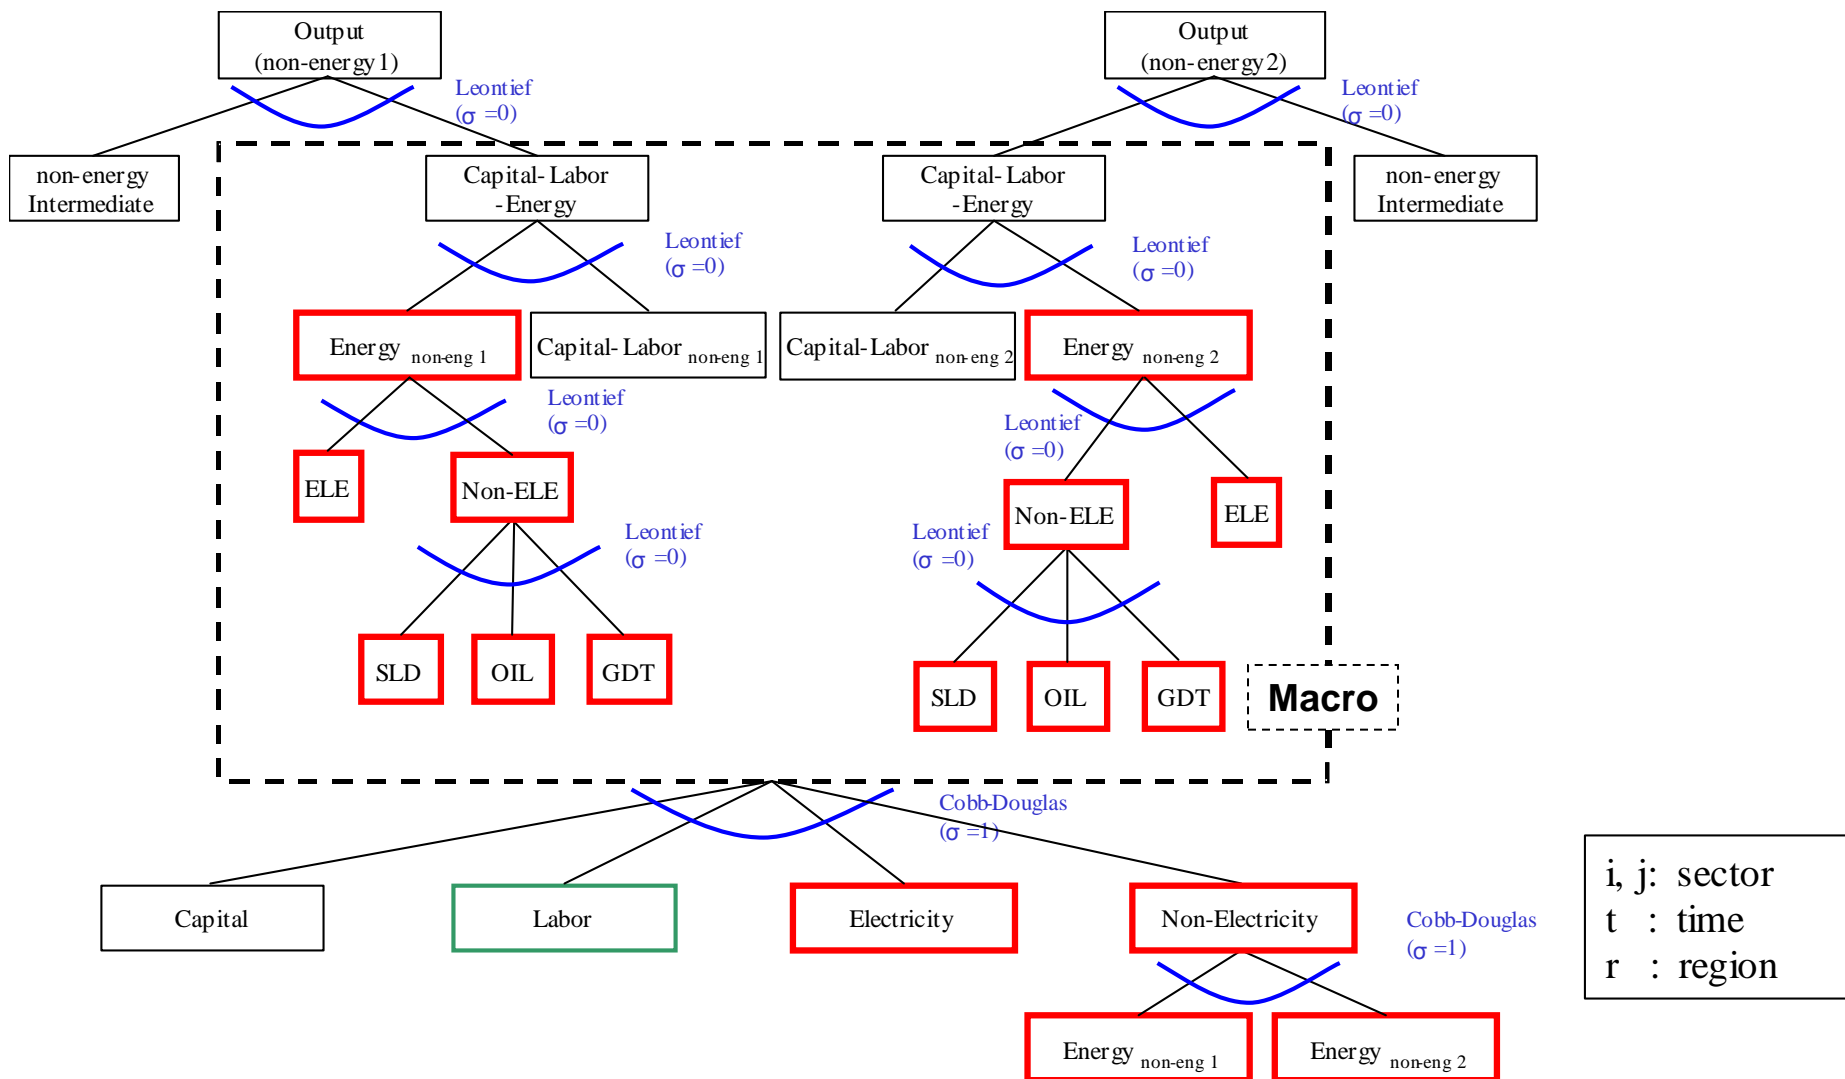 Output
(non-energy1)
Output
(non-energy2)
Leontief
(σ =0)
Leontief
(σ =0)
non-energy
Intermediate
Capital-Labor
-Energy
Capital-Labor
-Energy
non-energy
Intermediate
Leontief
(σ =0)
Leontief
(σ =0)
Energy non-eng 1
Capital-Labor non-eng 1
Capital-Labor non-eng 2
Energy non-eng 2
Leontief
(σ =0)
Leontief
(σ =0)
ELE
Non-ELE
Non-ELE
ELE
Leontief
(σ =0)
Leontief
(σ =0)
SLD
OIL
GDT
SLD
OIL
GDT
Macro
Cobb-Douglas
(σ =1)
Capital
Labor
Electricity
Non-Electricity
Cobb-Douglas
(σ =1)
Energy non-eng 1
Energy non-eng 2
i, j: sector
t : time
r : region